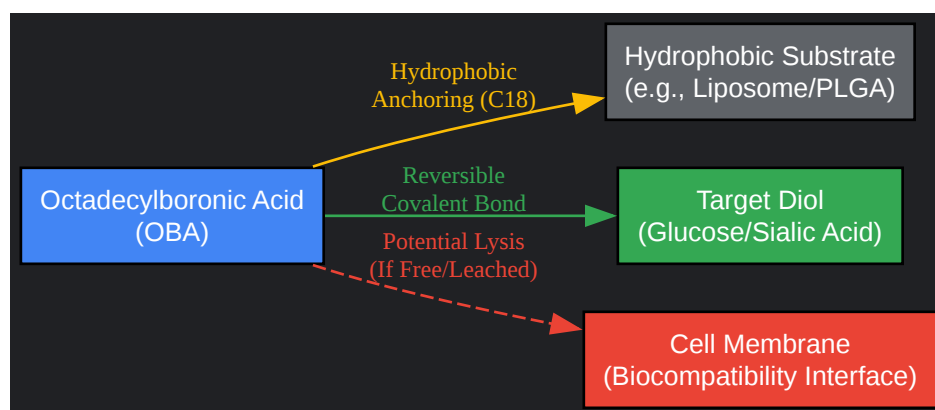 Hydrophobic Substrate
(e.g., Liposome/PLGA)
Hydrophobic
Anchoring (C18)
Octadecylboronic Acid
(OBA)
Reversible
Covalent Bond
Target Diol
(Glucose/Sialic Acid)
Potential Lysis
(If Free/Leached)
Cell Membrane
(Biocompatibility Interface)